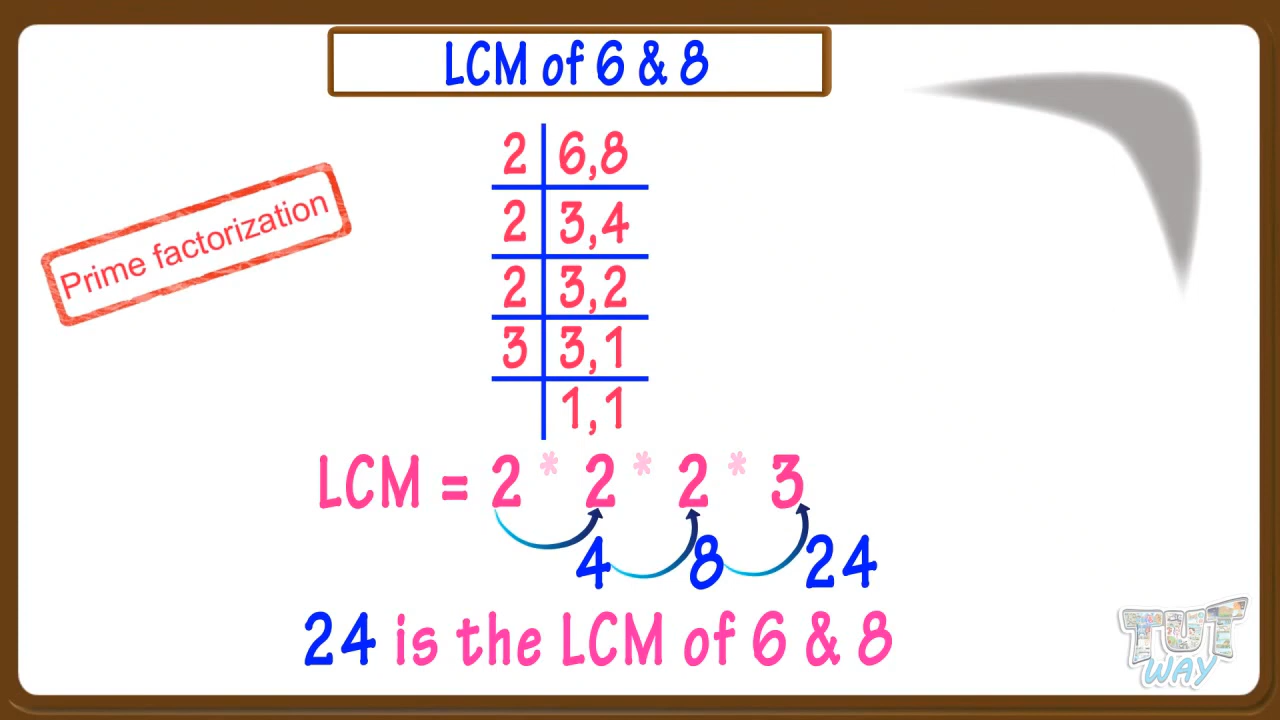 LCM of 6 & 8
Prime factorization
2 6,8
2 3,4
2 3,2
3 3,1
1,1
LCM = 2 * 2 * 2 * 3
4 8 24
24 is the LCM of 6 & 8
TUT
WAY